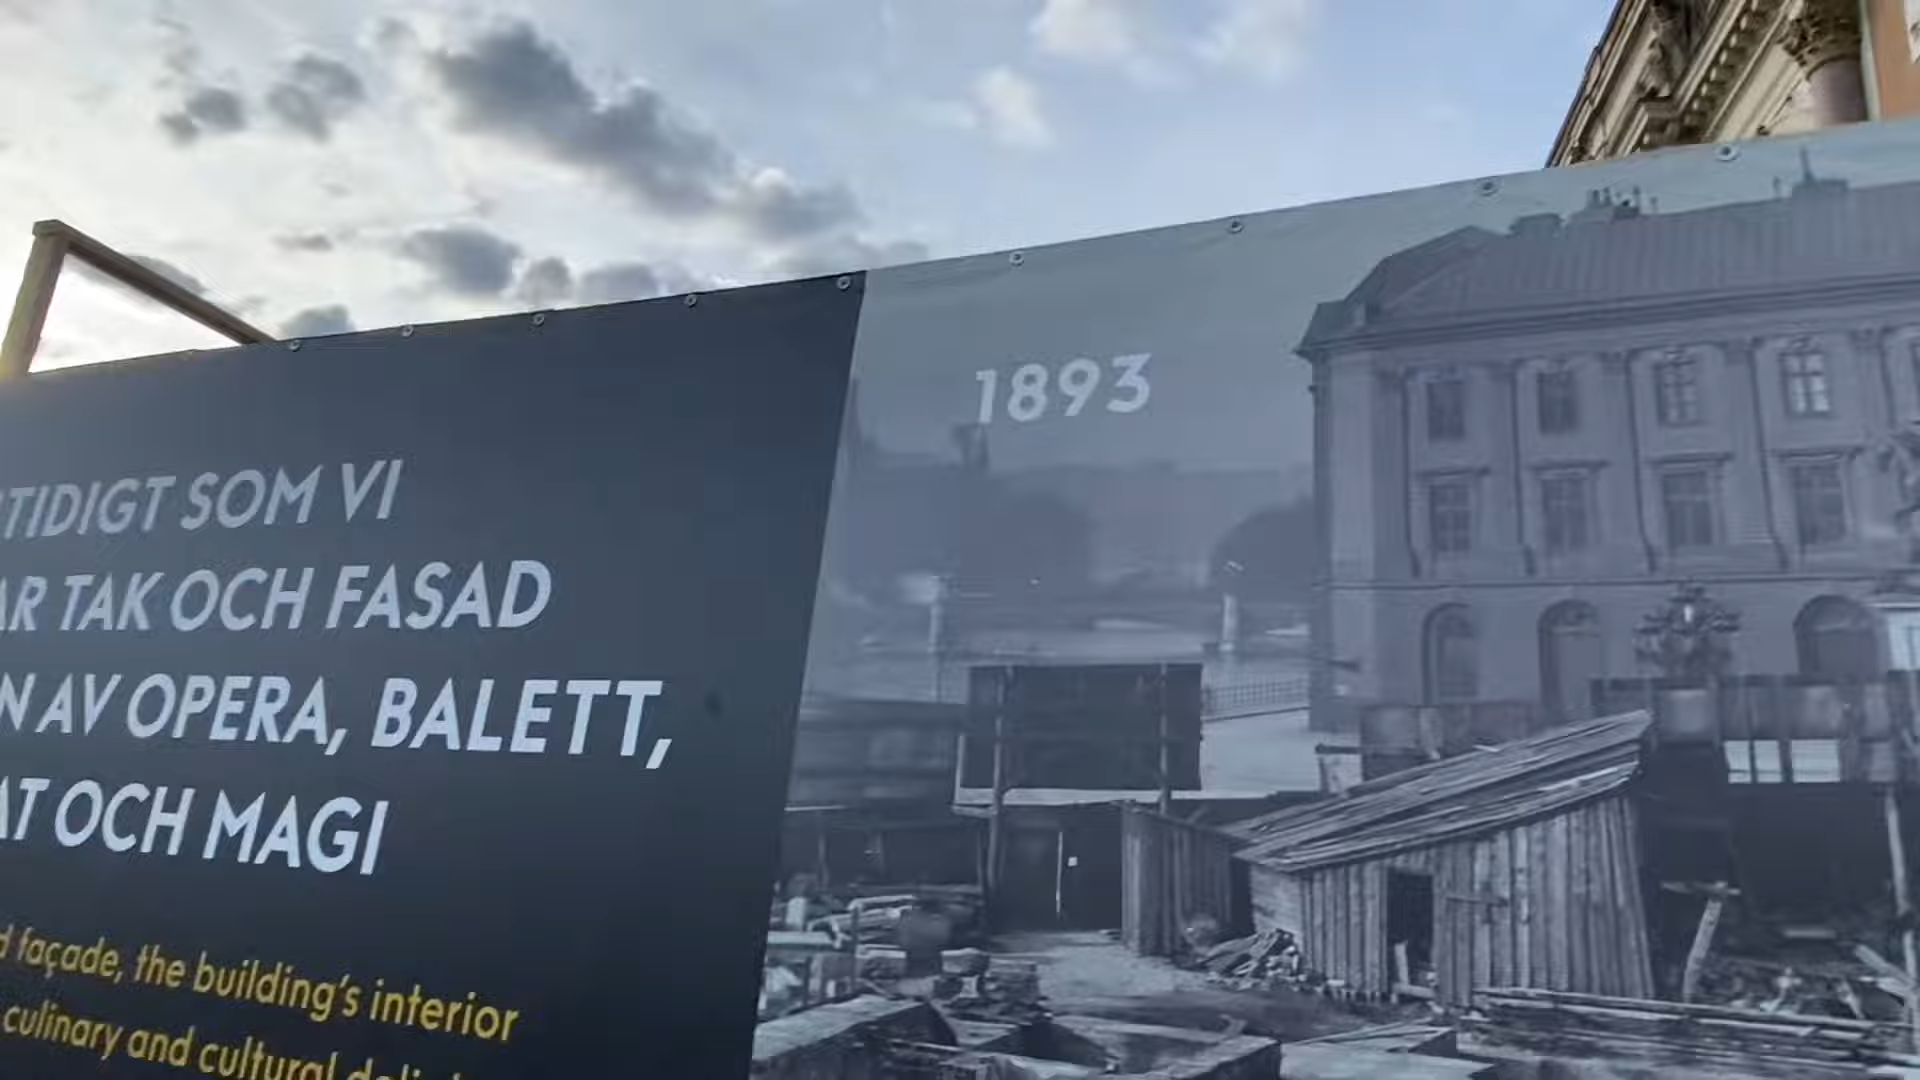 TIDIGT SOM VI
AR TAK OCH FASAD
N AV OPERA, BALETT,
AT OCH MAGI
d façade, the building's interior
culinary and cultural
1893